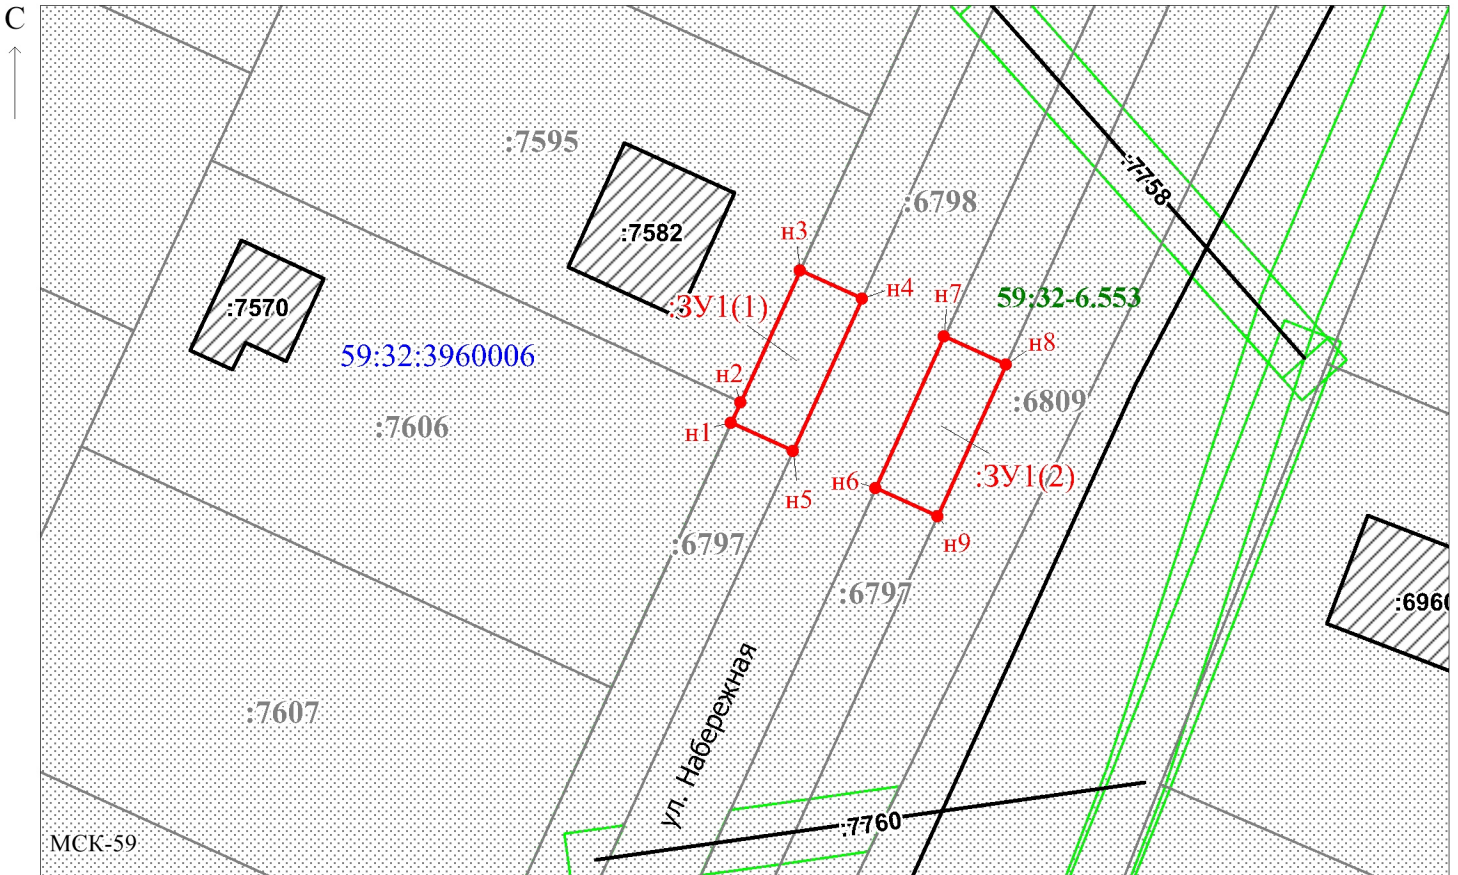 С
:7595
:6798
:7758
:7582
н3
н4
:ЗУ1(1)
н7
59:32-6.553
:7570
59:32:3960006
н8
н2
:6809
:7606
н1
н6
:ЗУ1(2)
н5
н9
:6797
:6797
:6960
:7607
ул. Набережная
:7760
МСК-59